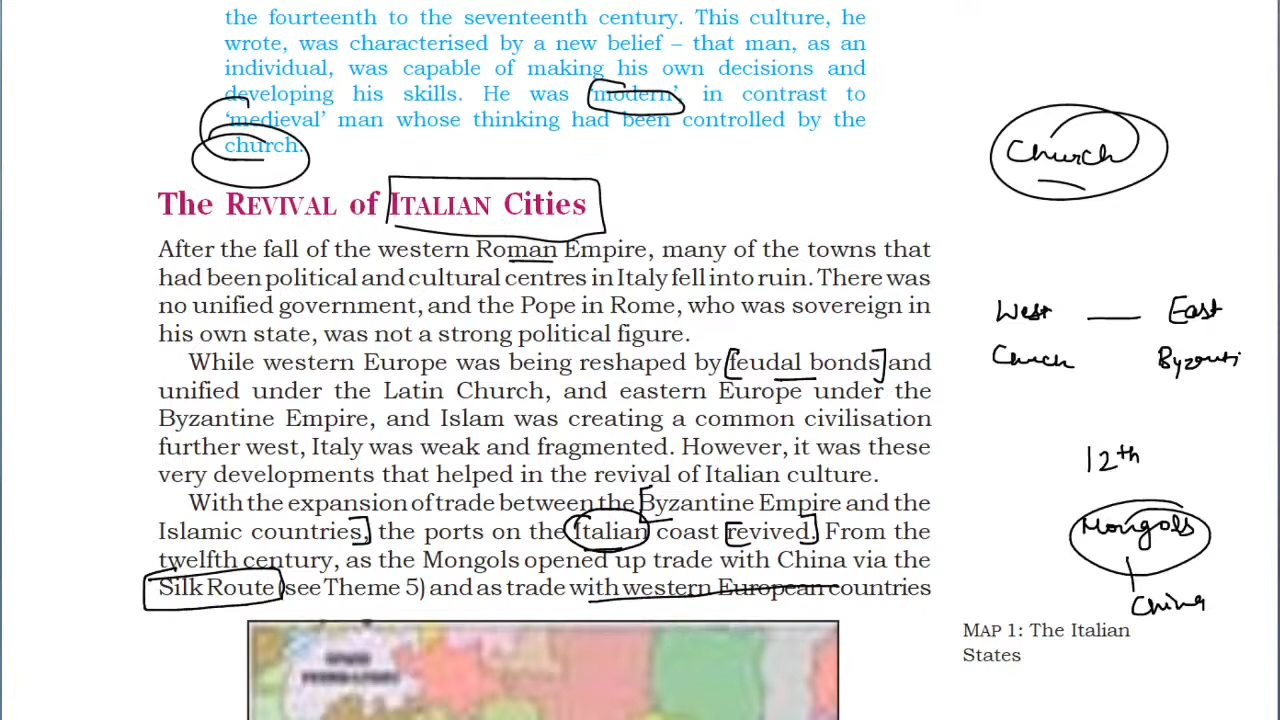 the fourteenth to the seventeenth century. This culture, he
wrote, was characterised by a new belief – that man, as an
individual, was capable of making his own decisions and
developing his skills. He was ‘modern’, in contrast to
‘medieval’ man whose thinking had been controlled by the
church.
Church
The REVIVAL of ITALIAN Cities
After the fall of the western Roman Empire, many of the towns that
had been political and cultural centres in Italy fell into ruin. There was
no unified government, and the Pope in Rome, who was sovereign in
his own state, was not a strong political figure.
West — East
Church
While western Europe was being reshaped by feudal bonds and
unified under the Latin Church, and eastern Europe under the
Byzantine Empire, and Islam was creating a common civilisation
further west, Italy was weak and fragmented. However, it was these
very developments that helped in the revival of Italian culture.
12th
With the expansion of trade between the Byzantine Empire and the
Islamic countries, the ports on the Italian coast revived. From the
twelfth century, as the Mongols opened up trade with China via the
Silk Route (see Theme 5) and as trade with western European countries
Mongols
China
MAP 1: The Italian
States